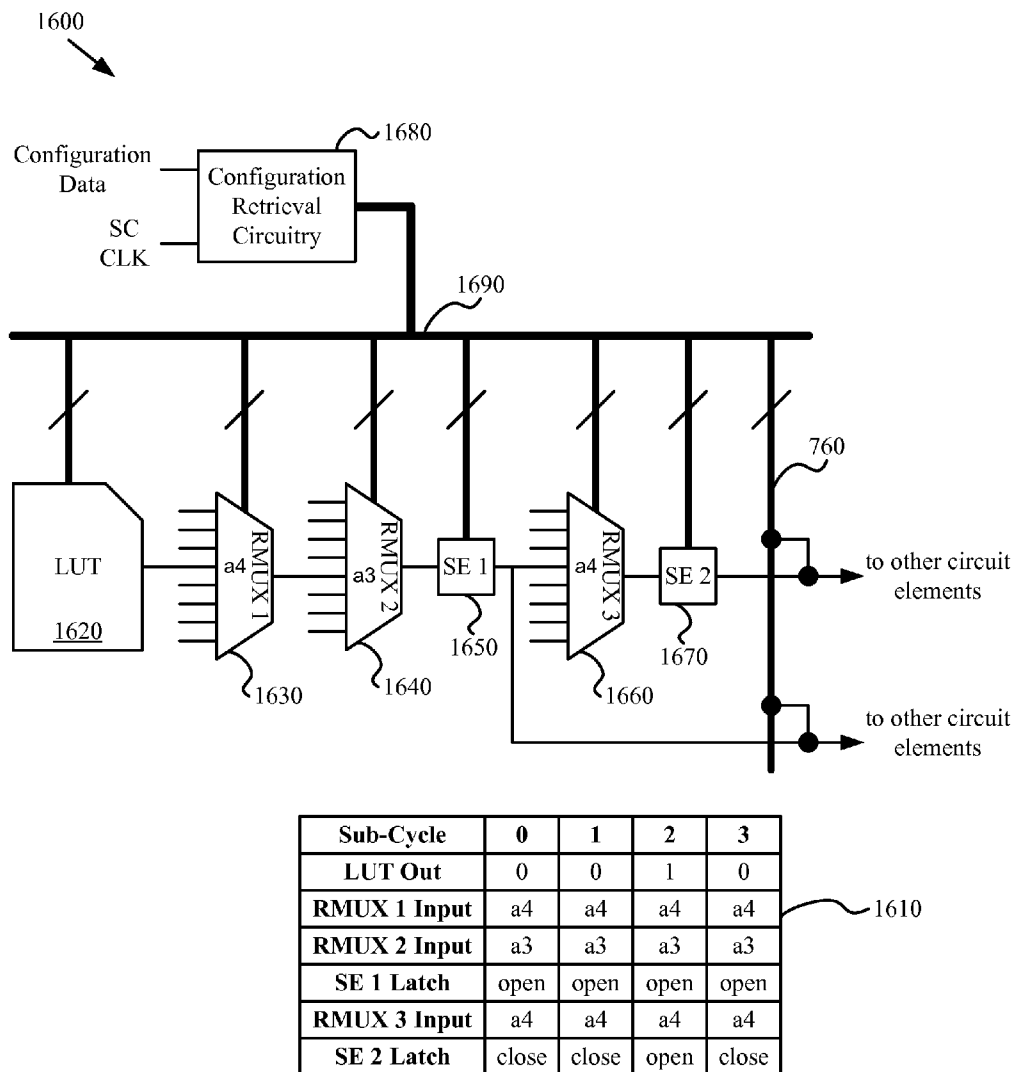 1600
1680
Configuration
Data
SC
CLK
Configuration
Retrieval
Circuitry
1690
760
LUT
1620
a4
RMUX 1
1630
a3
RMUX 2
1640
SE 1
1650
a4
RMUX 3
1660
SE 2
1670
to other circuit
elements
to other circuit
elements
Sub-Cycle 0 1 2 3
LUT Out 0 0 1 0
RMUX 1 Input a4 a4 a4 a4
RMUX 2 Input a3 a3 a3 a3
SE 1 Latch open open open open
RMUX 3 Input a4 a4 a4 a4
SE 2 Latch close close open close
1610